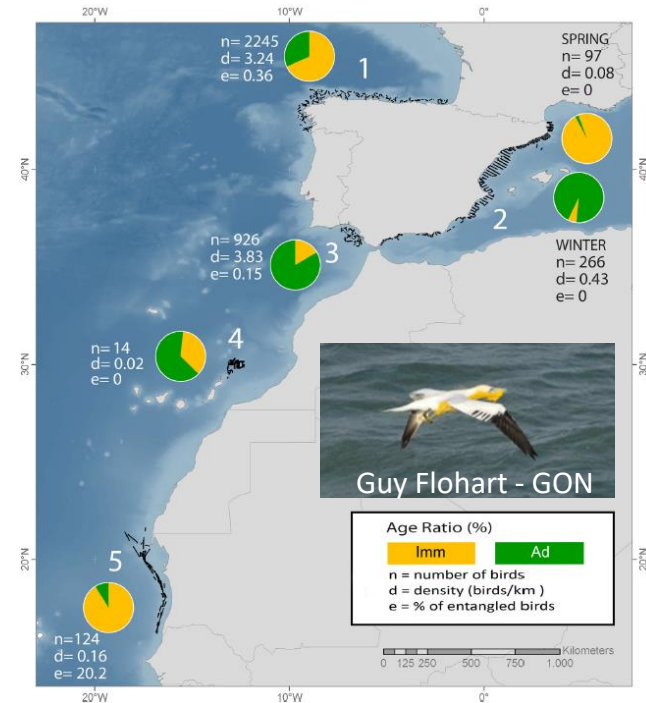 20°W
10°W
0°
n= 2245
d= 3.24
e= 0.36
1
SPRING
n= 97
d= 0.08
e= 0
40°N
40°N
2
WINTER
n= 266
d= 0.43
e= 0
n= 926
d= 3.83
e= 0.15
3
n= 14
d= 0.02
e= 0
4
30°N
30°N
Guy Flohart - GON
Age Ratio (%)
Imm
Ad
n = number of birds
d = density (birds/km )
e = % of entangled birds
20°N
20°N
5
n=124
d= 0.16
e= 20.2
Kilometers
0 125 250 500 750 1.000
20°W
10°W
0°